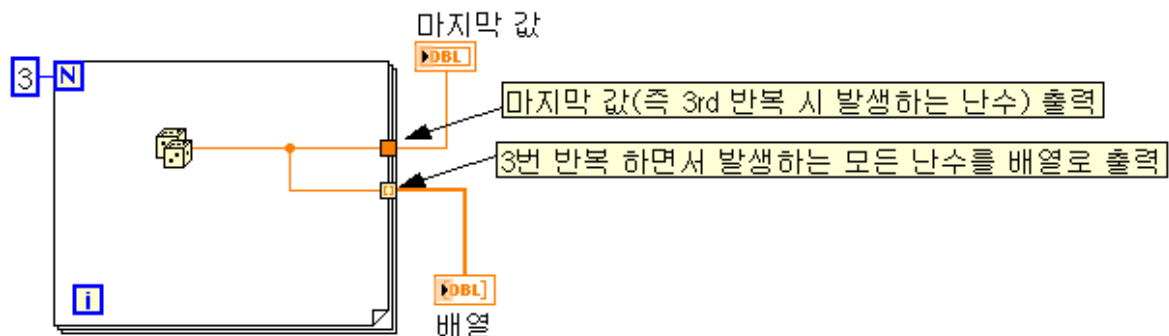 마지막 값
DBL
3 N
마지막 값(즉 3rd 반복 시 발생하는 난수) 출력
3번 반복 하면서 발생하는 모든 난수를 배열로 출력
i
[DBL]
배열